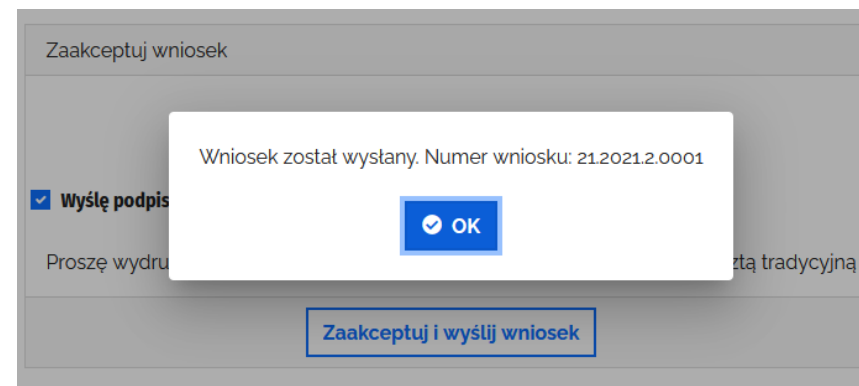 Zaakceptuj wniosek
Wniosek został wysłany. Numer wniosku: 21.2021.2.0001
OK
Wyślę podpis
Proszę wydru
ztą tradycyjną
Zaakceptuj i wyślij wniosek